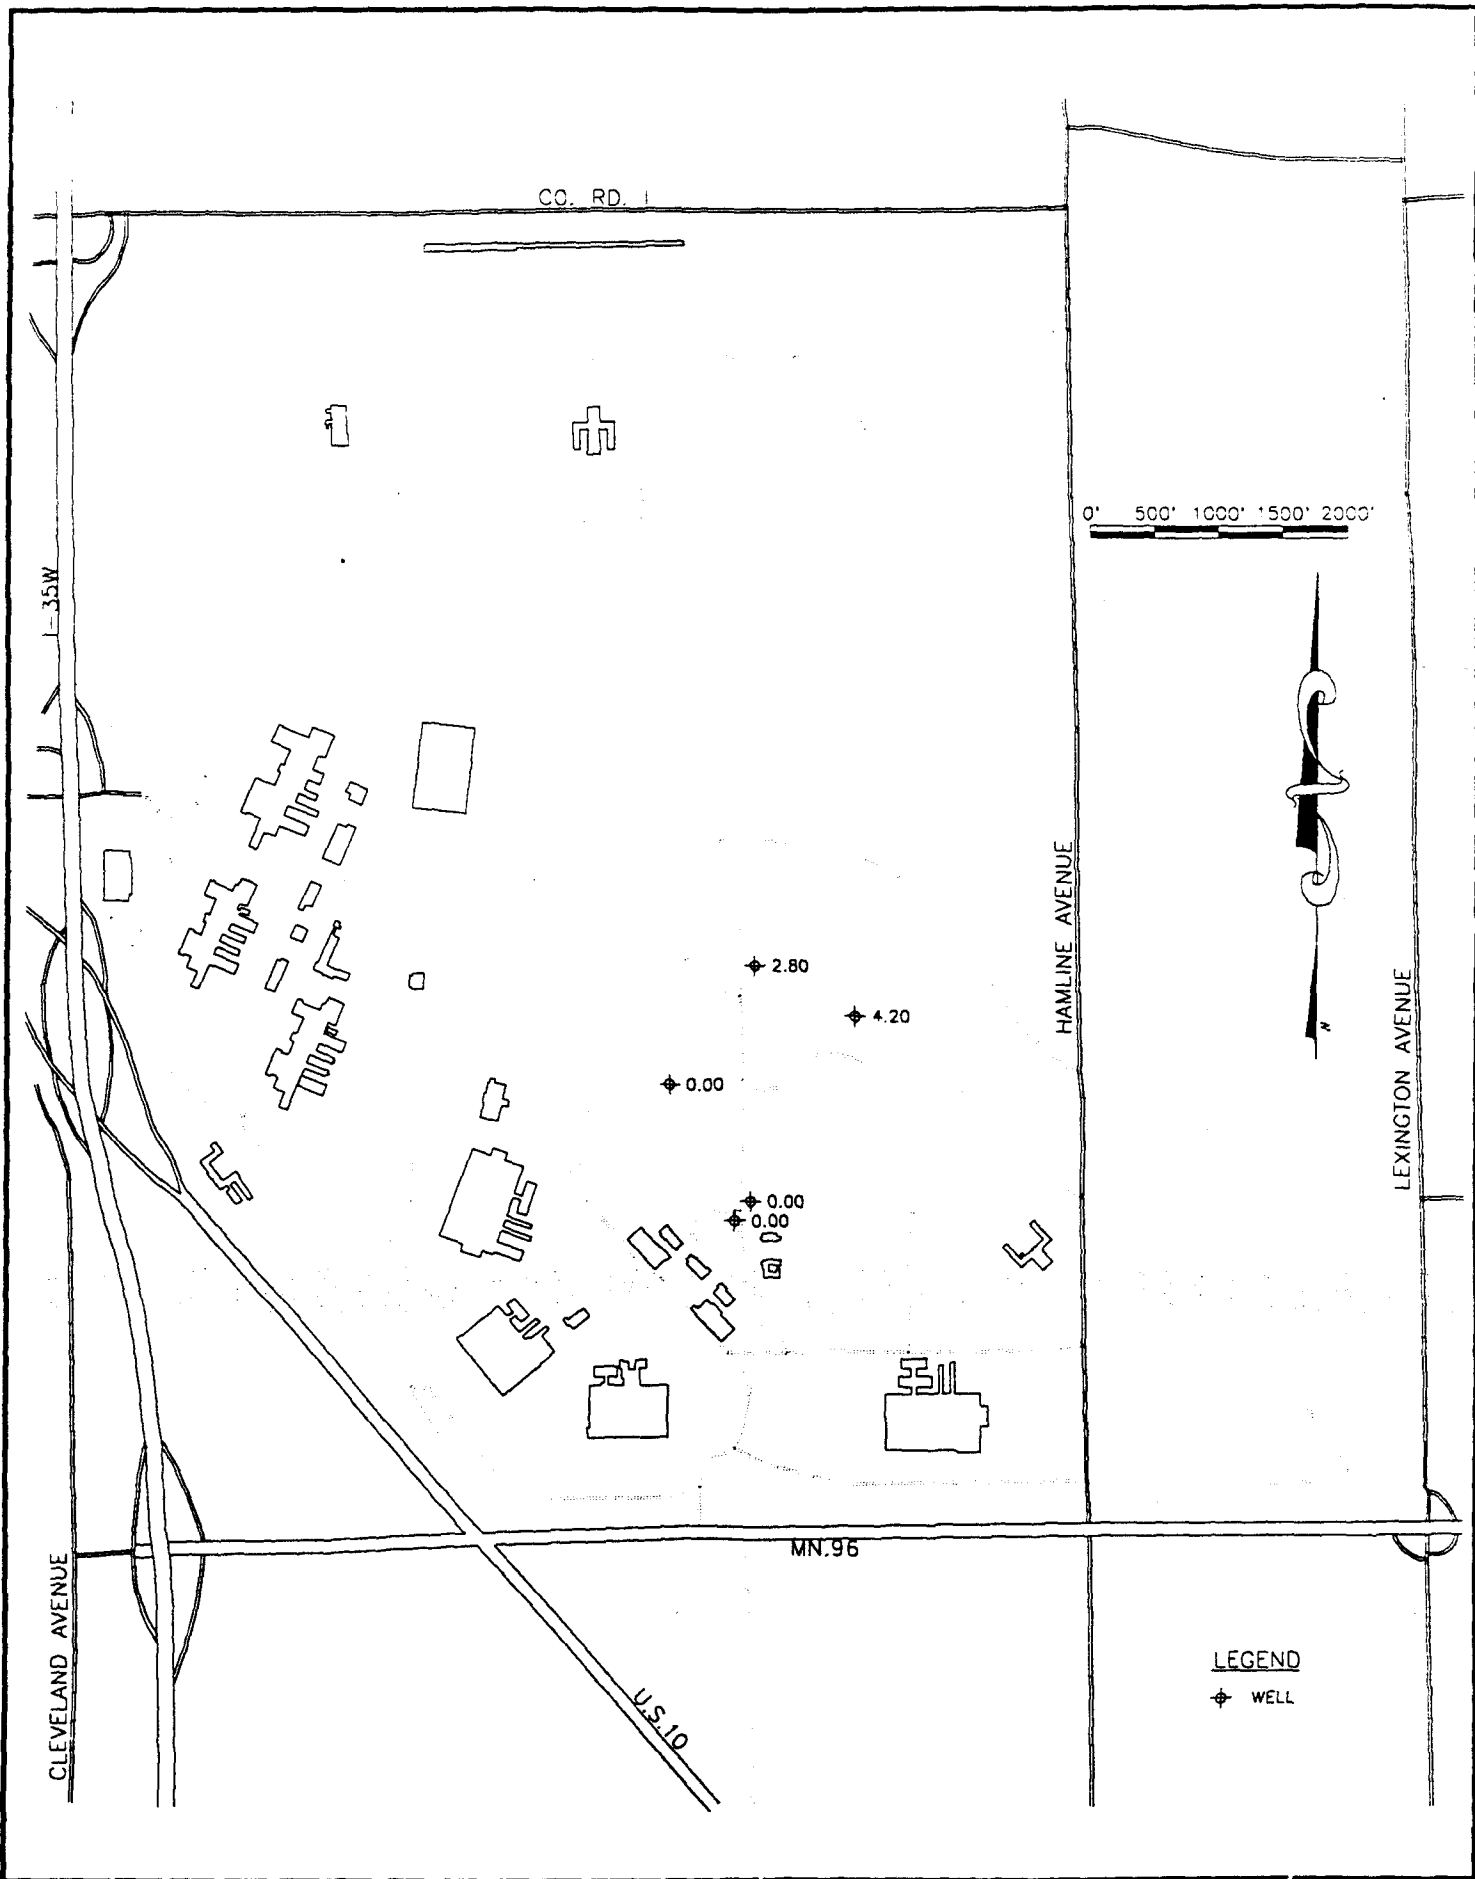 CO. RD. I
I-35W
0' 500' 1000' 1500' 2000'
HAMLINE AVENUE
2.80
4.20
LEXINGTON AVENUE
N
0.00
0.00
0.00
MN.96
CLEVELAND AVENUE
U.S.10
LEGEND
WELL